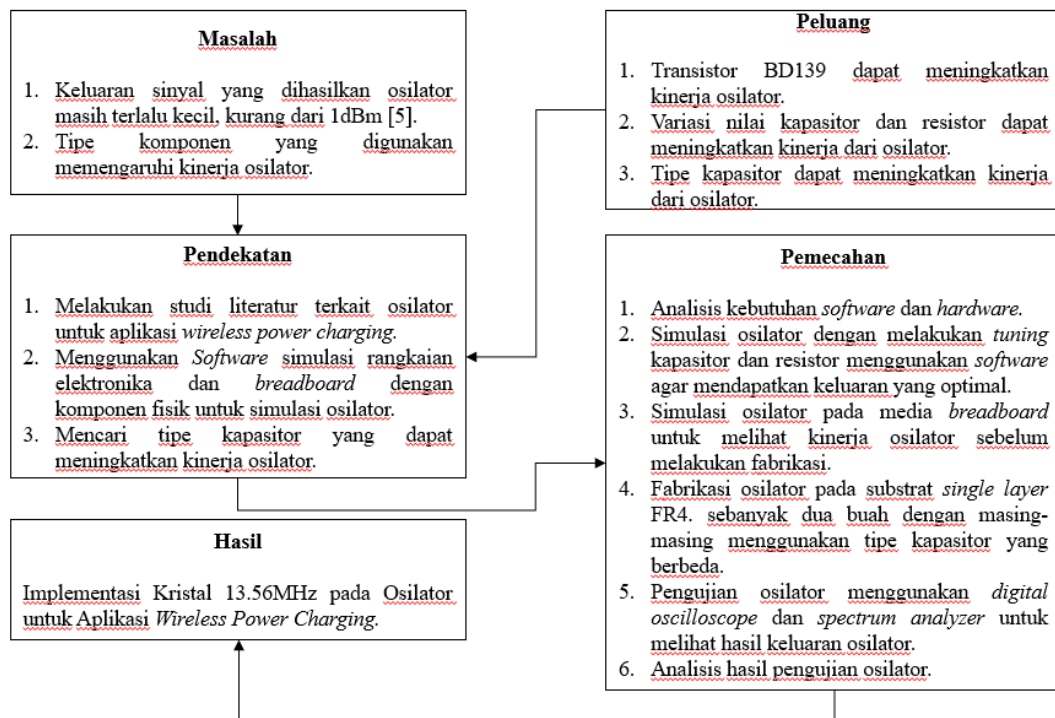 Masalah
1. Keluaran sinyal yang dihasilkan osilator
masih terlalu kecil, kurang dari 1dBm [5].
2. Tipe komponen yang digunakan
memengaruhi kinerja osilator.
Peluang
1. Transistor BD139 dapat meningkatkan
kinerja osilator.
2. Variasi nilai kapasitor dan resistor dapat
meningkatkan kinerja dari osilator.
3. Tipe kapasitor dapat meningkatkan kinerja
dari osilator.
Pendekatan
1. Melakukan studi literatur terkait osilator
untuk aplikasi wireless power charging.
2. Menggunakan Software simulasi rangkaian
elektronika dan breadboard dengan
komponen fisik untuk simulasi osilator.
3. Mencari tipe kapasitor yang dapat
meningkatkan kinerja osilator.
Pemecahan
1. Analisis kebutuhan software dan hardware.
2. Simulasi osilator dengan melakukan tuning
kapasitor dan resistor menggunakan software
agar mendapatkan keluaran yang optimal.
3. Simulasi osilator pada media breadboard
untuk melihat kinerja osilator sebelum
melakukan fabrikasi.
4. Fabrikasi osilator pada substrat single layer
FR4. sebanyak dua buah dengan masing-
masing menggunakan tipe kapasitor yang
berbeda.
5. Pengujian osilator menggunakan digital
oscilloscope dan spectrum analyzer untuk
melihat hasil keluaran osilator.
6. Analisis hasil pengujian osilator.
Hasil
Implementasi Kristal 13.56MHz pada Osilator
untuk Aplikasi Wireless Power Charging.